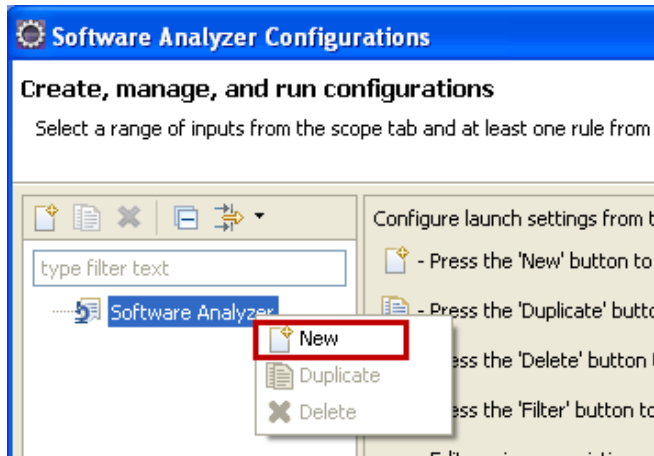 Software Analyzer Configurations
Create, manage, and run configurations
Select a range of inputs from the scope tab and at least one rule from
type filter text
Software Analyzer
New
Duplicate
Delete
Configure launch settings from t
- Press the 'New' button to
- Press the 'Duplicate' butto
ess the 'Delete' button
ress the 'Filter' button to